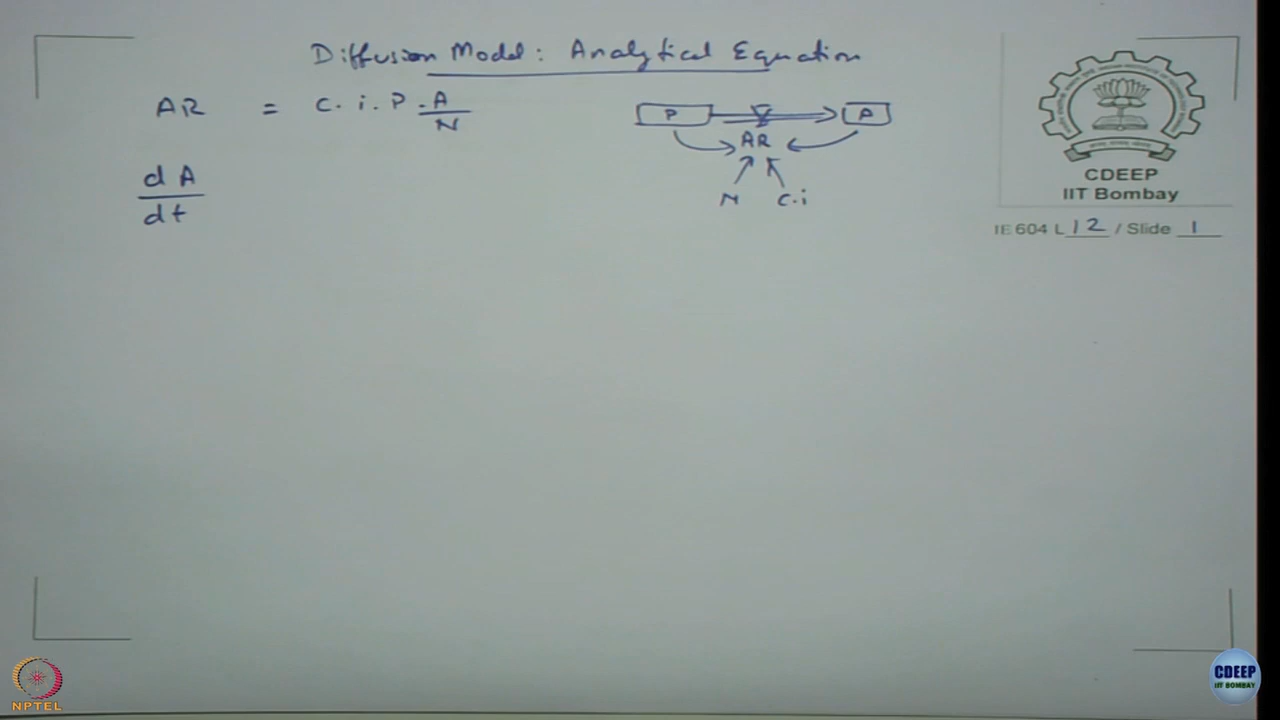 Diffusion Model: Analytical Equation
AR = c. i. P. A/N
P A
AR
N c.i
dA/dt
CDEEP
IIT Bombay
IE 604 L 12 / Slide 1
NPTEL
CDEEP
IIT BOMBAY